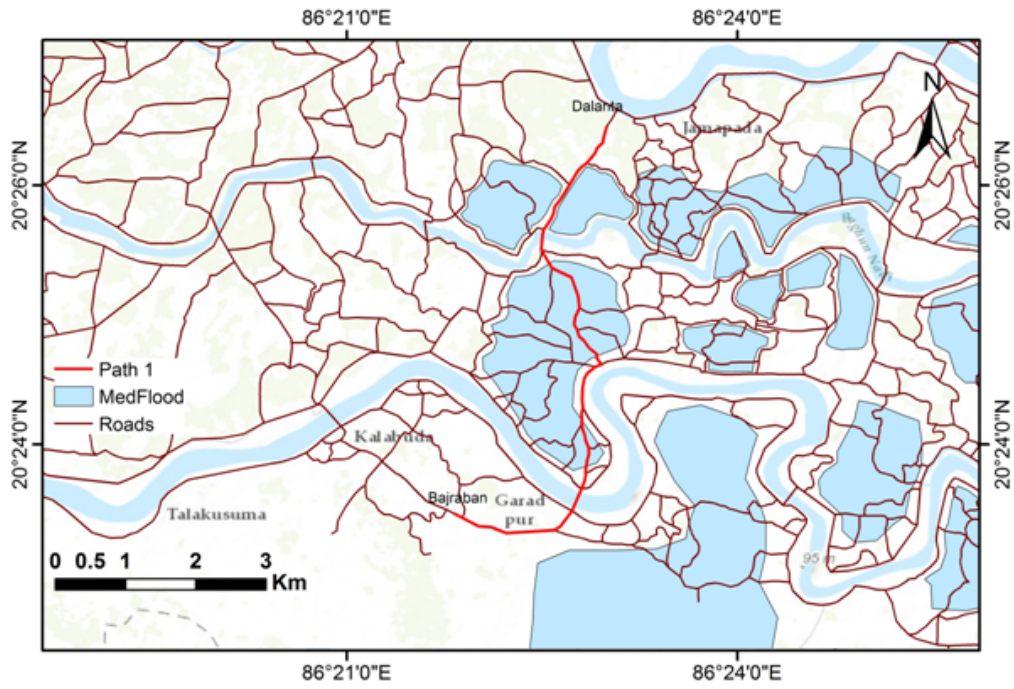 86°21'0"E
86°24'0"E
N
Dalanta
Jamapada
20°26'0"N
20°26'0"N
Path 1
MedFlood
Roads
20°24'0"N
20°24'0"N
Kalabuda
Bajraban
Garad
pur
Talakusuma
95 m
0 0.5 1 2 3
Km
86°21'0"E
86°24'0"E